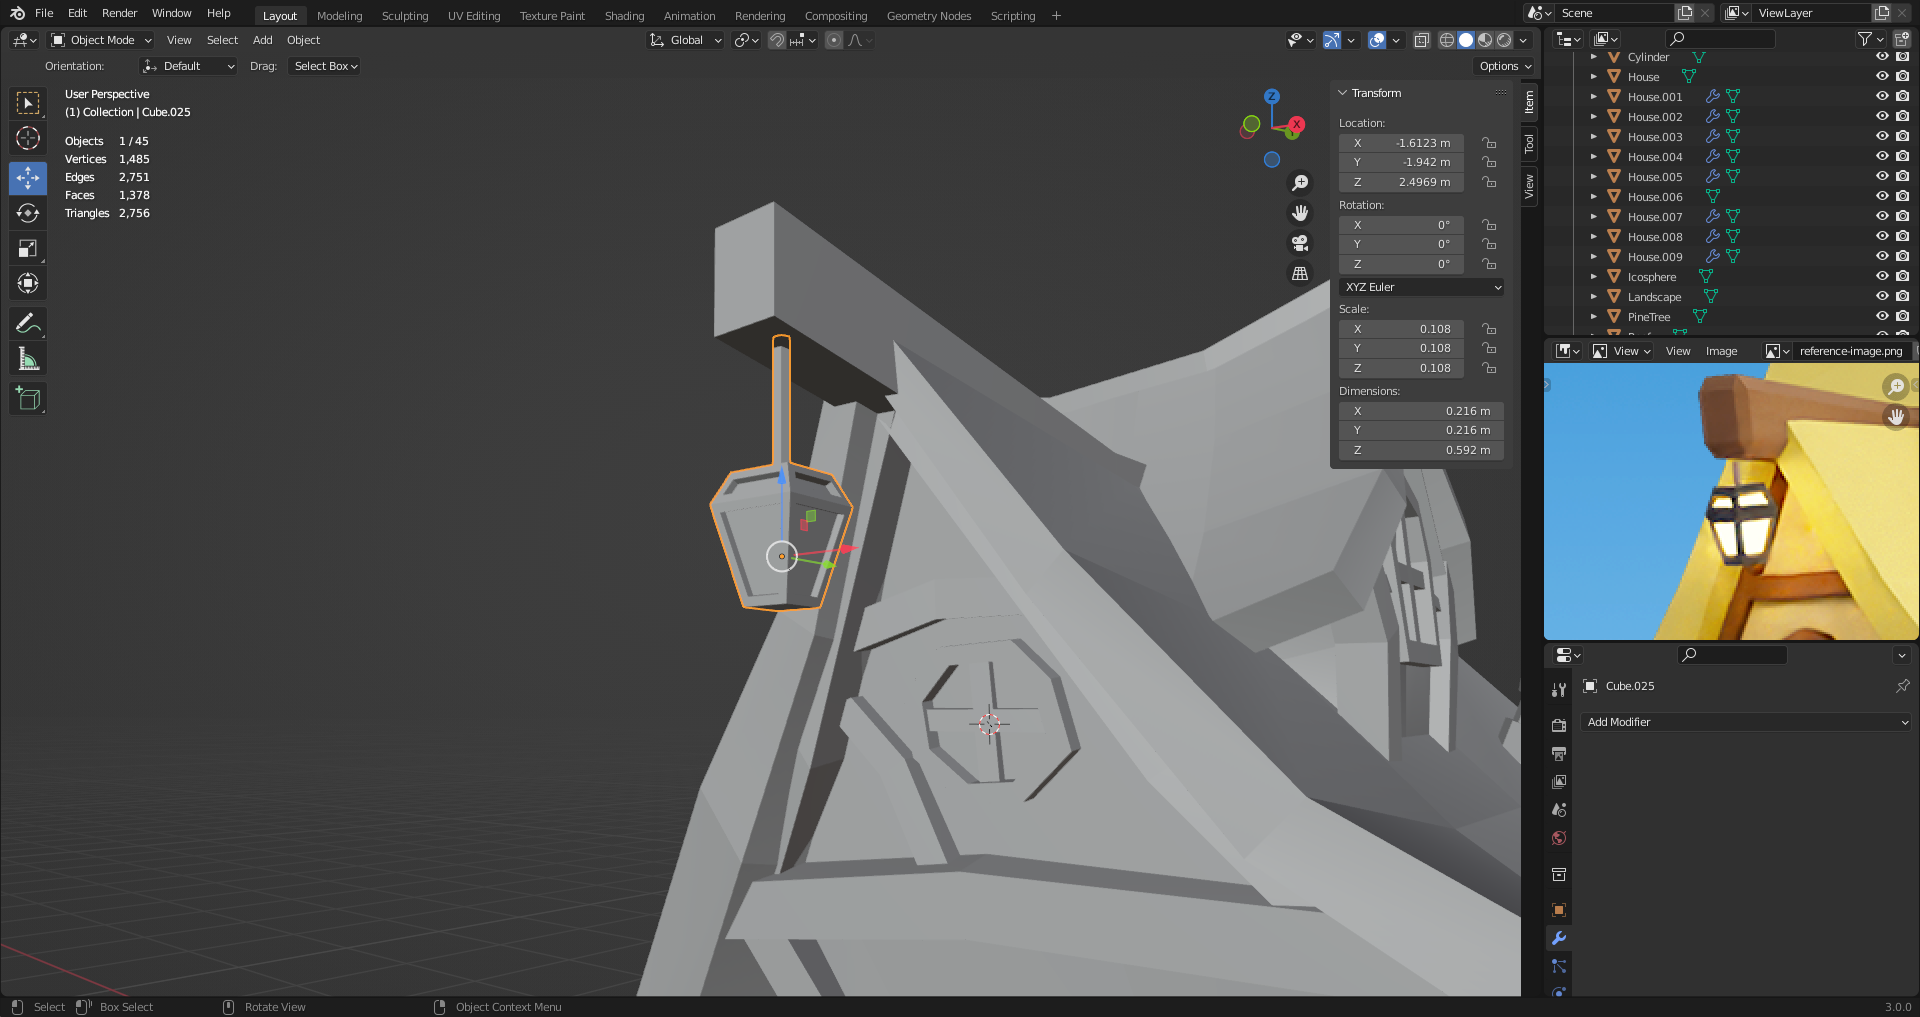 File Edit Render Window Help Layout Modeling Sculpting UV Editing Texture Paint Shading Animation Rendering Compositing Geometry Nodes Scripting + Scene ViewLayer
Object Mode View Select Add Object Global
Orientation: Default Drag: Select Box Options
User Perspective
(1) Collection | Cube.025
Objects 1 / 45
Vertices 1,485
Edges 2,751
Faces 1,378
Triangles 2,756
Z
X
Transform
Location:
X -1.6123 m
Y -1.942 m
Z 2.4969 m
Rotation:
X 0°
Y 0°
Z 0°
XYZ Euler
Scale:
X 0.108
Y 0.108
Z 0.108
Dimensions:
X 0.216 m
Y 0.216 m
Z 0.592 m
Item
Tool
View
Cylinder
House
House.001
House.002
House.003
House.004
House.005
House.006
House.007
House.008
House.009
Icosphere
Landscape
PineTree
View View Image reference-image.png
Cube.025
Add Modifier
Select Box Select Rotate View Object Context Menu 3.0.0